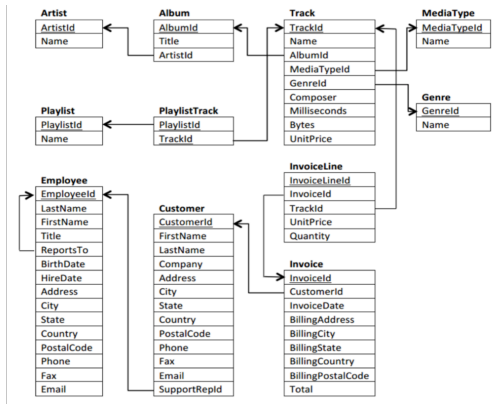 Artist
ArtistId
Name
Album
AlbumId
Title
ArtistId
Track
TrackId
Name
AlbumId
MediaTypeId
GenreId
Composer
Milliseconds
Bytes
UnitPrice
MediaType
MediaTypeId
Name
Genre
GenreId
Name
Playlist
PlaylistId
Name
PlaylistTrack
PlaylistId
TrackId
InvoiceLine
InvoiceLineId
InvoiceId
TrackId
UnitPrice
Quantity
Employee
EmployeeId
LastName
FirstName
Title
ReportsTo
BirthDate
HireDate
Address
City
State
Country
PostalCode
Phone
Fax
Email
Customer
CustomerId
FirstName
LastName
Company
Address
City
State
Country
PostalCode
Phone
Fax
Email
SupportRepId
Invoice
InvoiceId
CustomerId
InvoiceDate
BillingAddress
BillingCity
BillingState
BillingCountry
BillingPostalCode
Total